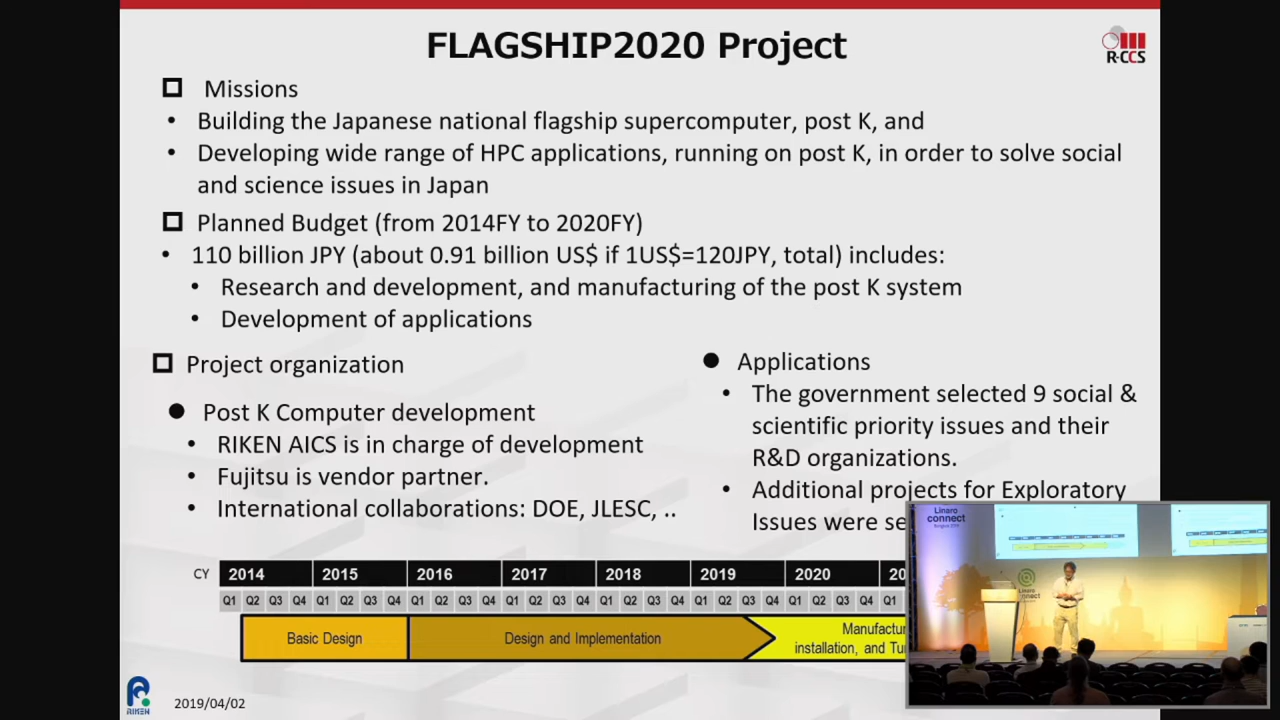 FLAGSHIP2020 Project
R-CCS
Missions
• Building the Japanese national flagship supercomputer, post K, and
• Developing wide range of HPC applications, running on post K, in order to solve social
and science issues in Japan
Planned Budget (from 2014FY to 2020FY)
• 110 billion JPY (about 0.91 billion US$ if 1US$=120JPY, total) includes:
• Research and development, and manufacturing of the post K system
• Development of applications
Project organization
● Post K Computer development
• RIKEN AICS is in charge of development
• Fujitsu is vendor partner.
• International collaborations: DOE, JLESC, ..
● Applications
• The government selected 9 social &
scientific priority issues and their
R&D organizations.
• Additional projects for Exploratory
Issues were
CY 2014 2015 2016 2017 2018 2019 2020
Q1 Q2 Q3 Q4 Q1 Q2 Q3 Q4 Q1 Q2 Q3 Q4 Q1 Q2 Q3 Q4 Q1 Q2 Q3 Q4 Q1 Q2 Q3 Q4 Q1 Q2 Q3 Q4 Q1
Basic Design
Design and Implementation
installation, and
RIKEN
2019/04/02
Linaro
connect
Linaro
connect